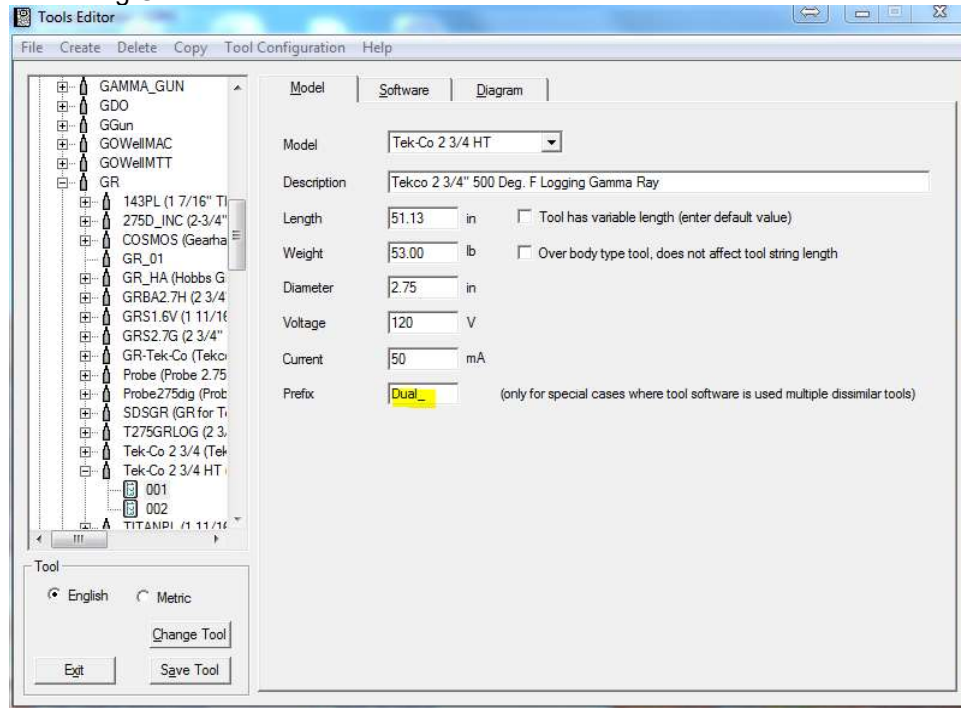 Tools Editor
File Create Delete Copy Tool Configuration Help
GAMMA_GUN
GDO
GGun
GOWellMAC
GOWellMTT
GR
143PL (1 7/16"
275D_INC (2-3/4"
COSMOS (Gearha
GR_01
GR_HA (Hobbs G
GRBA2.7H (2 3/4
GRS1.6V (1 11/16
GRS2.7G (2 3/4"
GR-Tek-Co (Tekco
Probe (Probe 2.75
Probe275dig (Prob
SDSGR (GR for
T275GRLOG (2 3
Tek-Co 2 3/4 (Tek
Tek-Co 2 3/4 HT
001
002
TITANPL (1 11/16
Model Software Diagram
Model Tek-Co 2 3/4 HT
Description Tekco 2 3/4" 500 Deg. F Logging Gamma Ray
Length 51.13 in Tool has variable length (enter default value)
Weight 53.00 lb Over body type tool, does not affect tool string length
Diameter 2.75 in
Voltage 120 V
Current 50 mA
Prefix Dual_ (only for special cases where tool software is used multiple dissimilar tools)
Tool
English Metric
Change Tool
Exit Save Tool